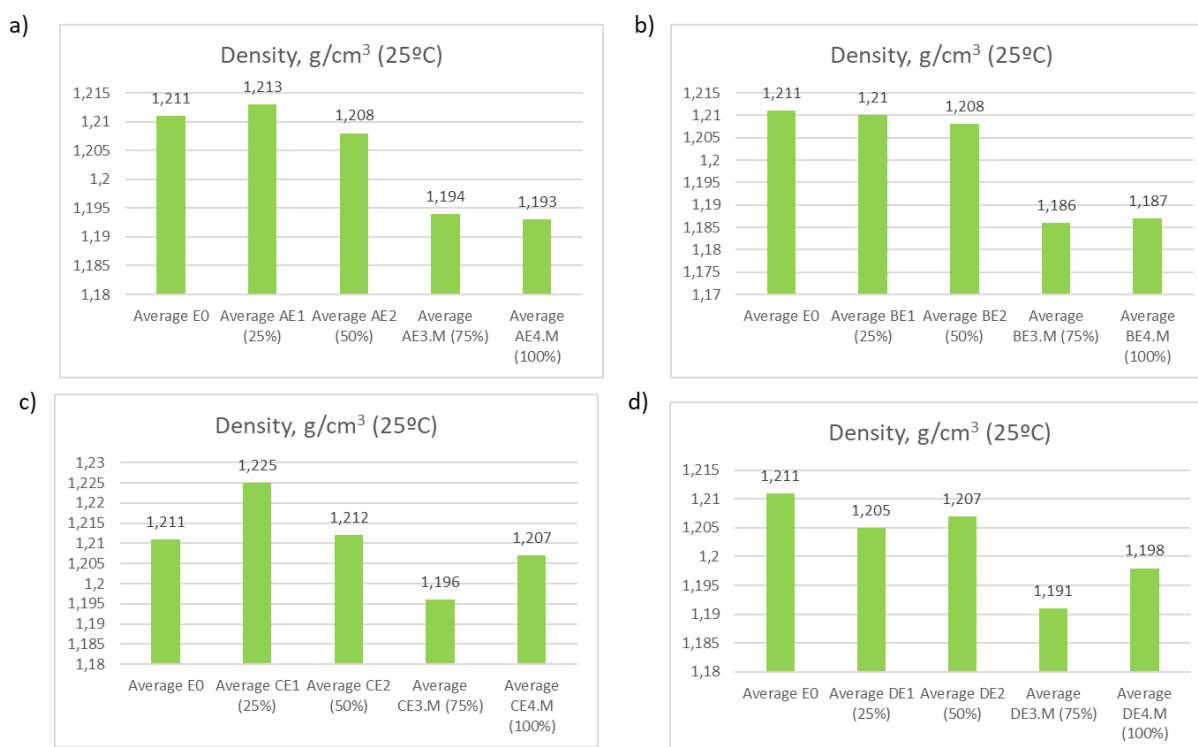 a)
Density, g/cm³ (25ºC)
1,215
1,21
1,205
1,2
1,195
1,19
1,185
1,18
1,211
1,213
1,208
1,194
1,193
Average E0
Average AE1
(25%)
Average AE2
(50%)
Average
AE3.M (75%)
Average
AE4.M
(100%)
b)
Density, g/cm³ (25ºC)
1,215
1,21
1,205
1,2
1,195
1,19
1,185
1,18
1,175
1,17
1,211
1,21
1,208
1,186
1,187
Average E0
Average BE1
(25%)
Average BE2
(50%)
Average
BE3.M (75%)
Average
BE4.M
(100%)
c)
Density, g/cm³ (25ºC)
1,23
1,225
1,22
1,215
1,21
1,205
1,2
1,195
1,19
1,185
1,18
1,211
1,225
1,212
1,196
1,207
Average E0
Average CE1
(25%)
Average CE2
(50%)
Average
CE3.M (75%)
Average
CE4.M
(100%)
d)
Density, g/cm³ (25ºC)
1,215
1,21
1,205
1,2
1,195
1,19
1,185
1,18
1,211
1,205
1,207
1,191
1,198
Average E0
Average DE1
(25%)
Average DE2
(50%)
Average
DE3.M (75%)
Average
DE4.M
(100%)